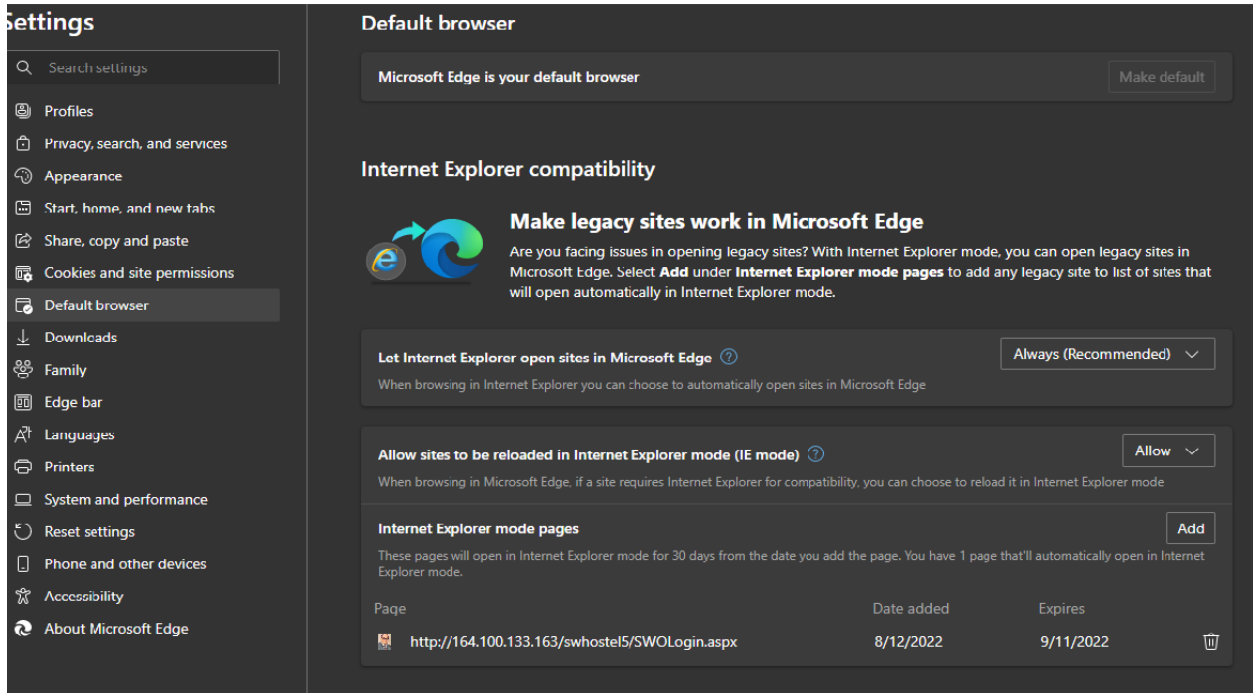 Settings
Search settings
Profiles
Privacy, search, and services
Appearance
Start, home, and new tabs
Share, copy and paste
Cookies and site permissions
Default browser
Downloads
Family
Edge bar
Languages
Printers
System and performance
Reset settings
Phone and other devices
Accessibility
About Microsoft Edge
Default browser
Microsoft Edge is your default browser
Make default
Internet Explorer compatibility
Make legacy sites work in Microsoft Edge
Are you facing issues in opening legacy sites? With Internet Explorer mode, you can open legacy sites in
Microsoft Edge. Select Add under Internet Explorer mode pages to add any legacy site to list of sites that
will open automatically in Internet Explorer mode.
Let Internet Explorer open sites in Microsoft Edge
Always (Recommended)
When browsing in Internet Explorer you can choose to automatically open sites in Microsoft Edge
Allow sites to be reloaded in Internet Explorer mode (IE mode)
Allow
When browsing in Microsoft Edge, if a site requires Internet Explorer for compatibility, you can choose to reload it in Internet Explorer mode
Internet Explorer mode pages
Add
These pages will open in Internet Explorer mode for 30 days from the date you add the page. You have 1 page that'll automatically open in Internet
Explorer mode.
Page Date added Expires
http://164.100.133.163/swhostel5/SWOLogin.aspx 8/12/2022 9/11/2022